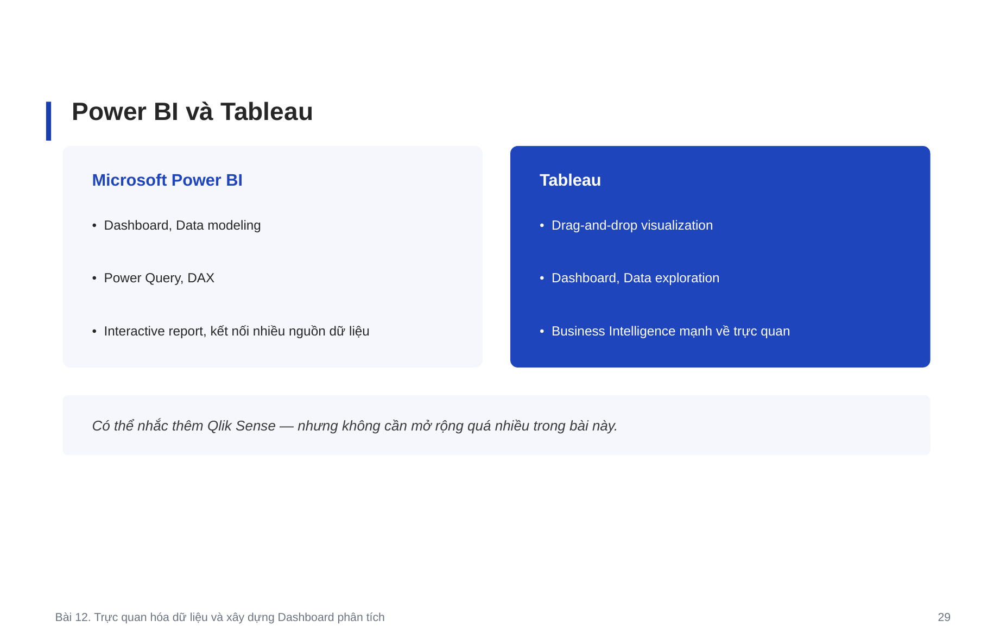 Power BI và Tableau
Microsoft Power BI
• Dashboard, Data modeling
• Power Query, DAX
• Interactive report, kết nối nhiều nguồn dữ liệu
Tableau
• Drag-and-drop visualization
• Dashboard, Data exploration
• Business Intelligence mạnh về trực quan
Có thể nhắc thêm Qlik Sense — nhưng không cần mở rộng quá nhiều trong bài này.
Bài 12. Trực quan hóa dữ liệu và xây dựng Dashboard phân tích
29